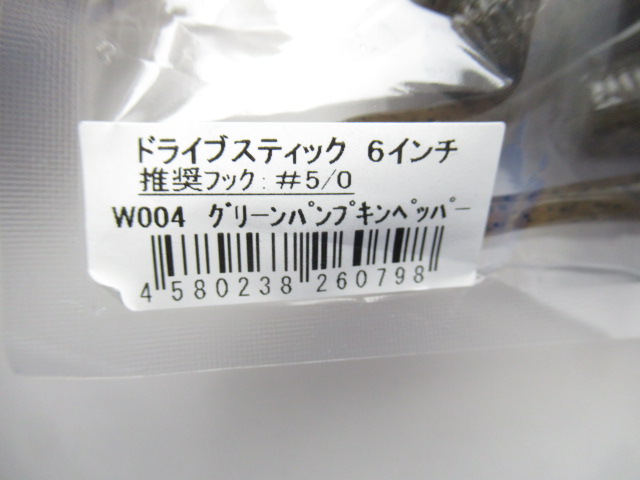 ドライブスティック 6インチ
推奨フック:#5/0
W004 グリーンパンプキンペッパー
4 580238 260798